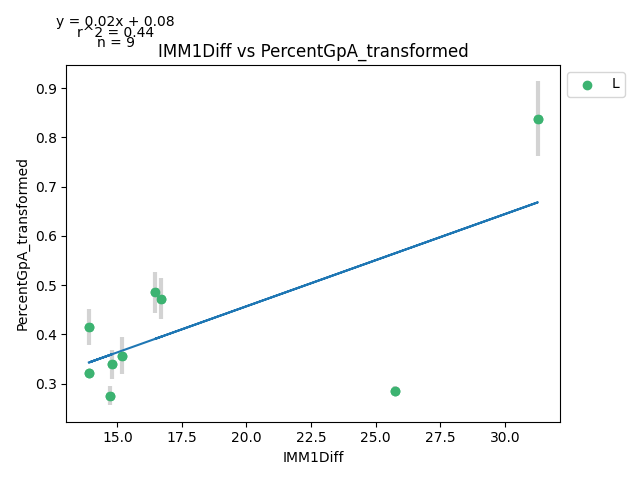 y = 0.02x + 0.08
r^2 = 0.44
n = 9
IMM1Diff vs PercentGpA_transformed
L
PercentGpA_transformed
0.9
0.8
0.7
0.6
0.5
0.4
0.3
15.0 17.5 20.0 22.5 25.0 27.5 30.0
IMM1Diff